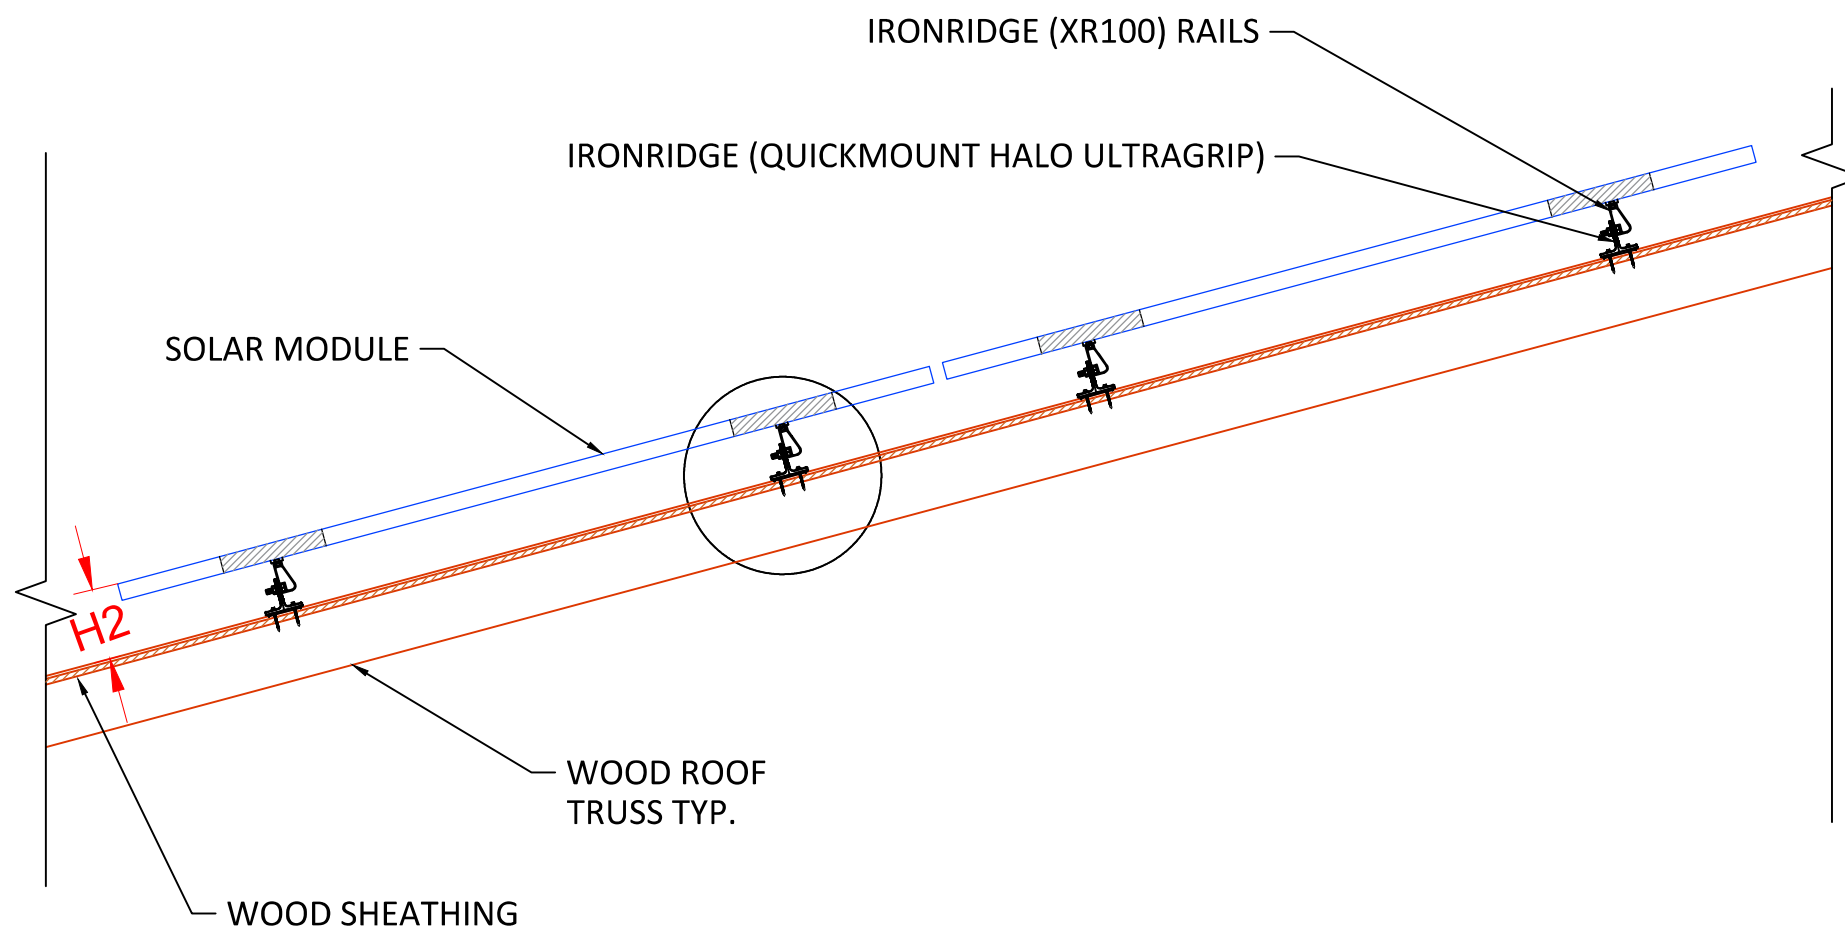 IRONRIDGE (XR100) RAILS
IRONRIDGE (QUICKMOUNT HALO ULTRAGRIP)
SOLAR MODULE
H2
WOOD ROOF
TRUSS TYP.
WOOD SHEATHING